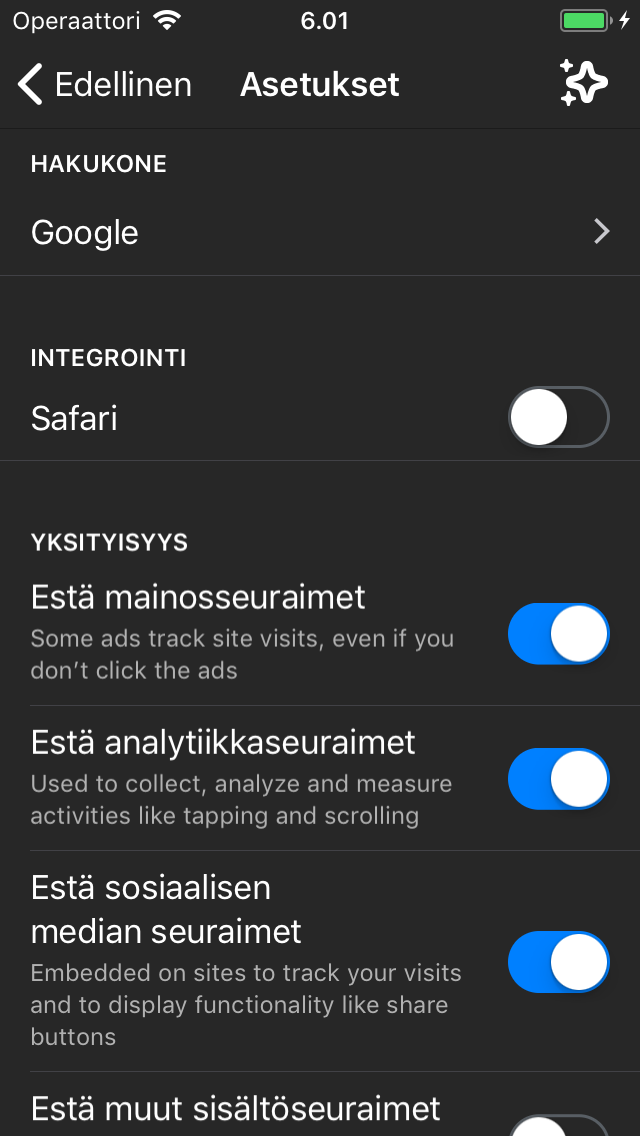 Operaattori
6.01
Edellinen
Asetukset
HAKUKONE
Google
INTEGROINTI
Safari
YKSITYISYYS
Estä mainosseuraimet
Some ads track site visits, even if you
don’t click the ads
Estä analytiikkaseuraimet
Used to collect, analyze and measure
activities like tapping and scrolling
Estä sosiaalisen
median seuraimet
Embedded on sites to track your visits
and to display functionality like share
buttons
Estä muut sisältöseuraimet